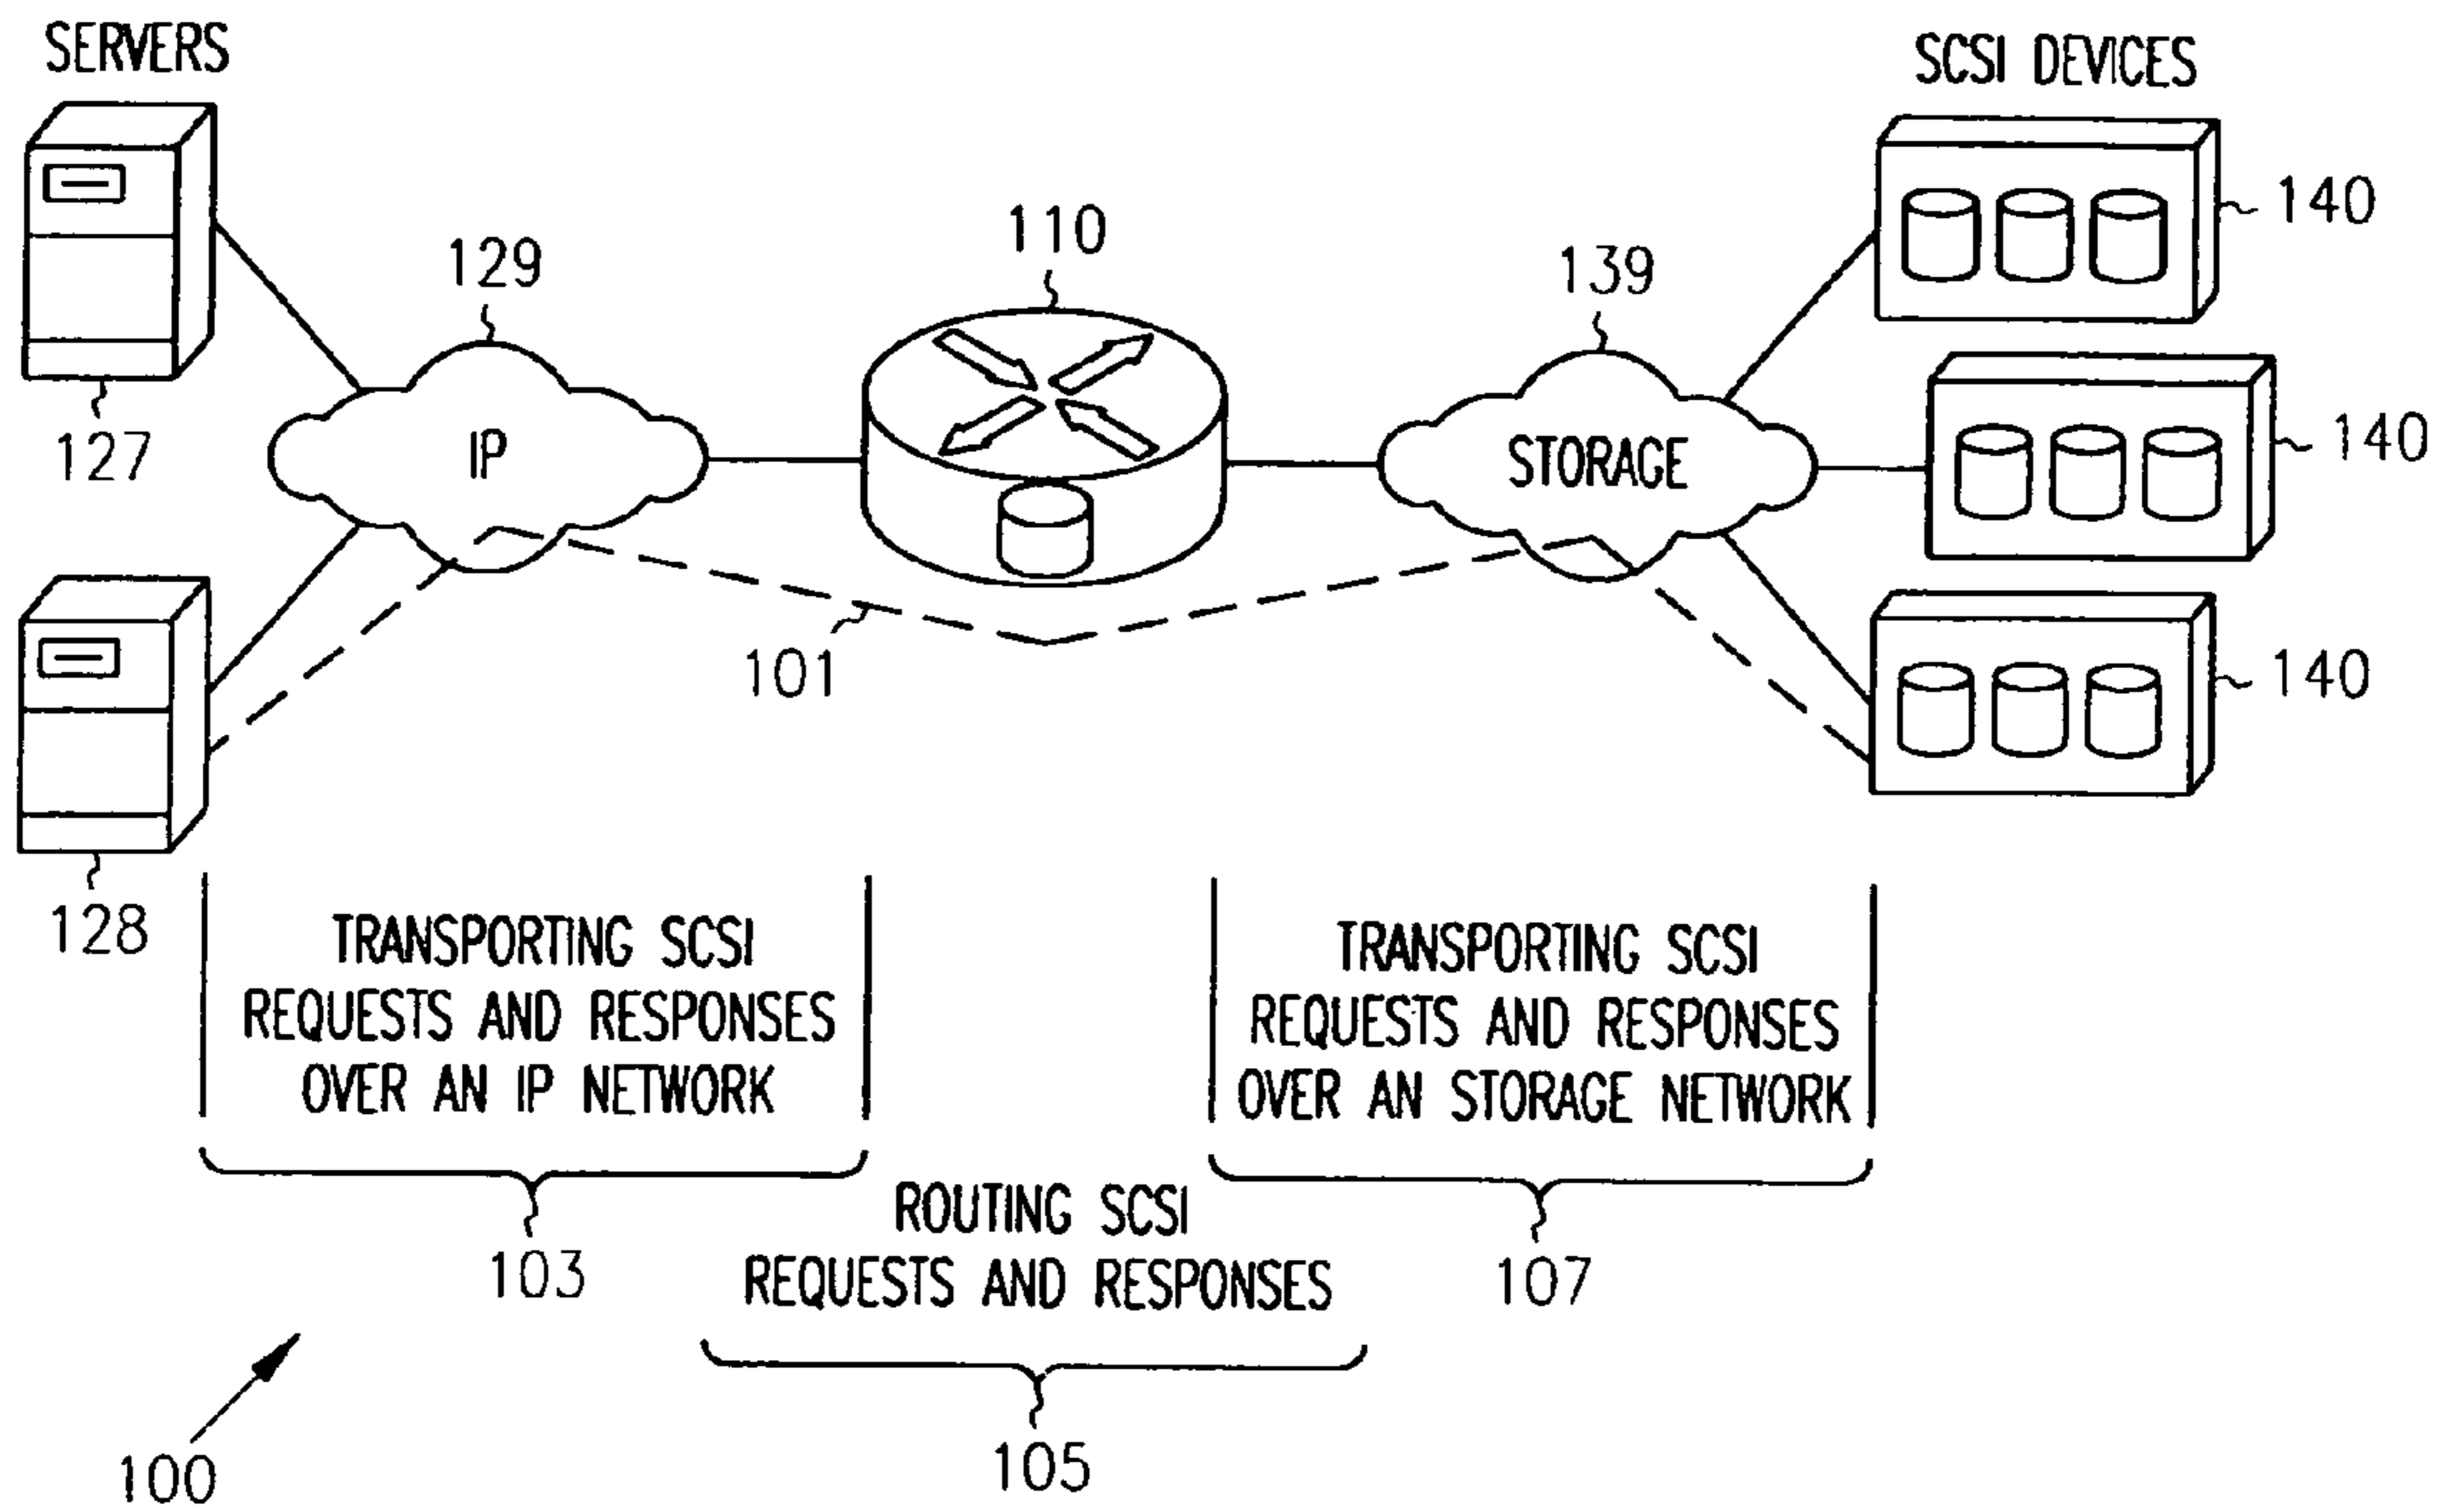 SERVERS
SCSI DEVICES
110
140
129
139
127
IP
STORAGE
140
101
140
128
TRANSPORTING SCSI
REQUESTS AND RESPONSES
OVER AN IP NETWORK
TRANSPORTING SCSI
REQUESTS AND RESPONSES
OVER AN STORAGE NETWORK
103
ROUTING SCSI
REQUESTS AND RESPONSES
107
105
100